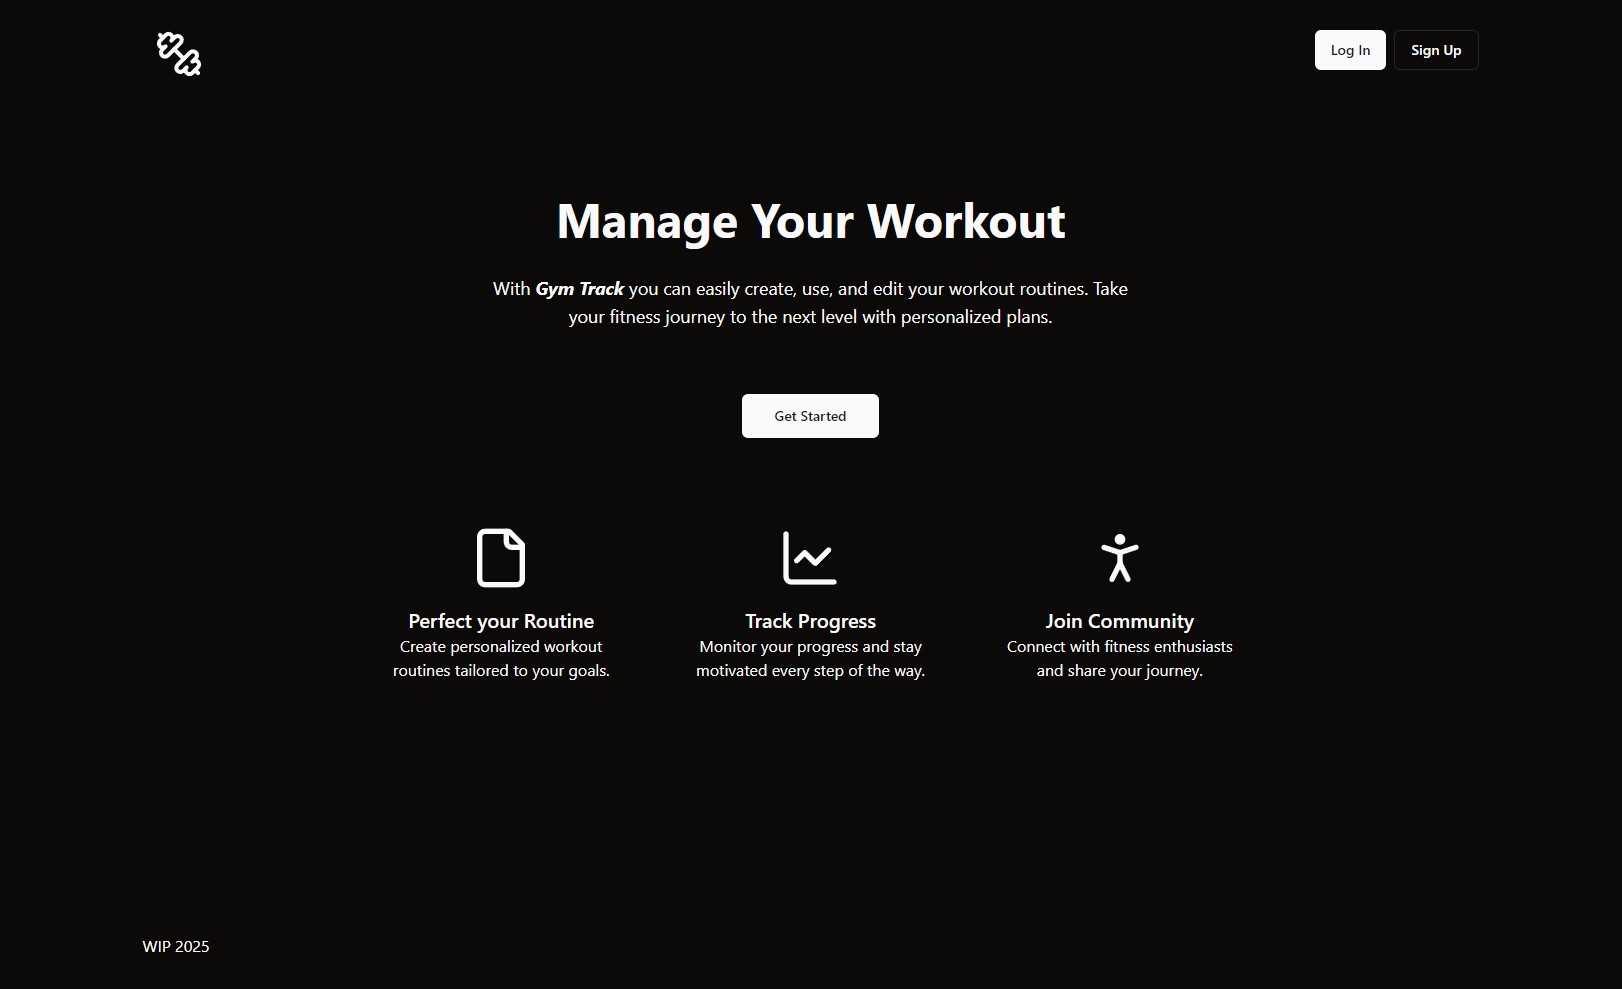 Log In
Sign Up
Manage Your Workout
With Gym Track you can easily create, use, and edit your workout routines. Take
your fitness journey to the next level with personalized plans.
Get Started
Perfect your Routine
Create personalized workout
routines tailored to your goals.
Track Progress
Monitor your progress and stay
motivated every step of the way.
Join Community
Connect with fitness enthusiasts
and share your journey.
WIP 2025